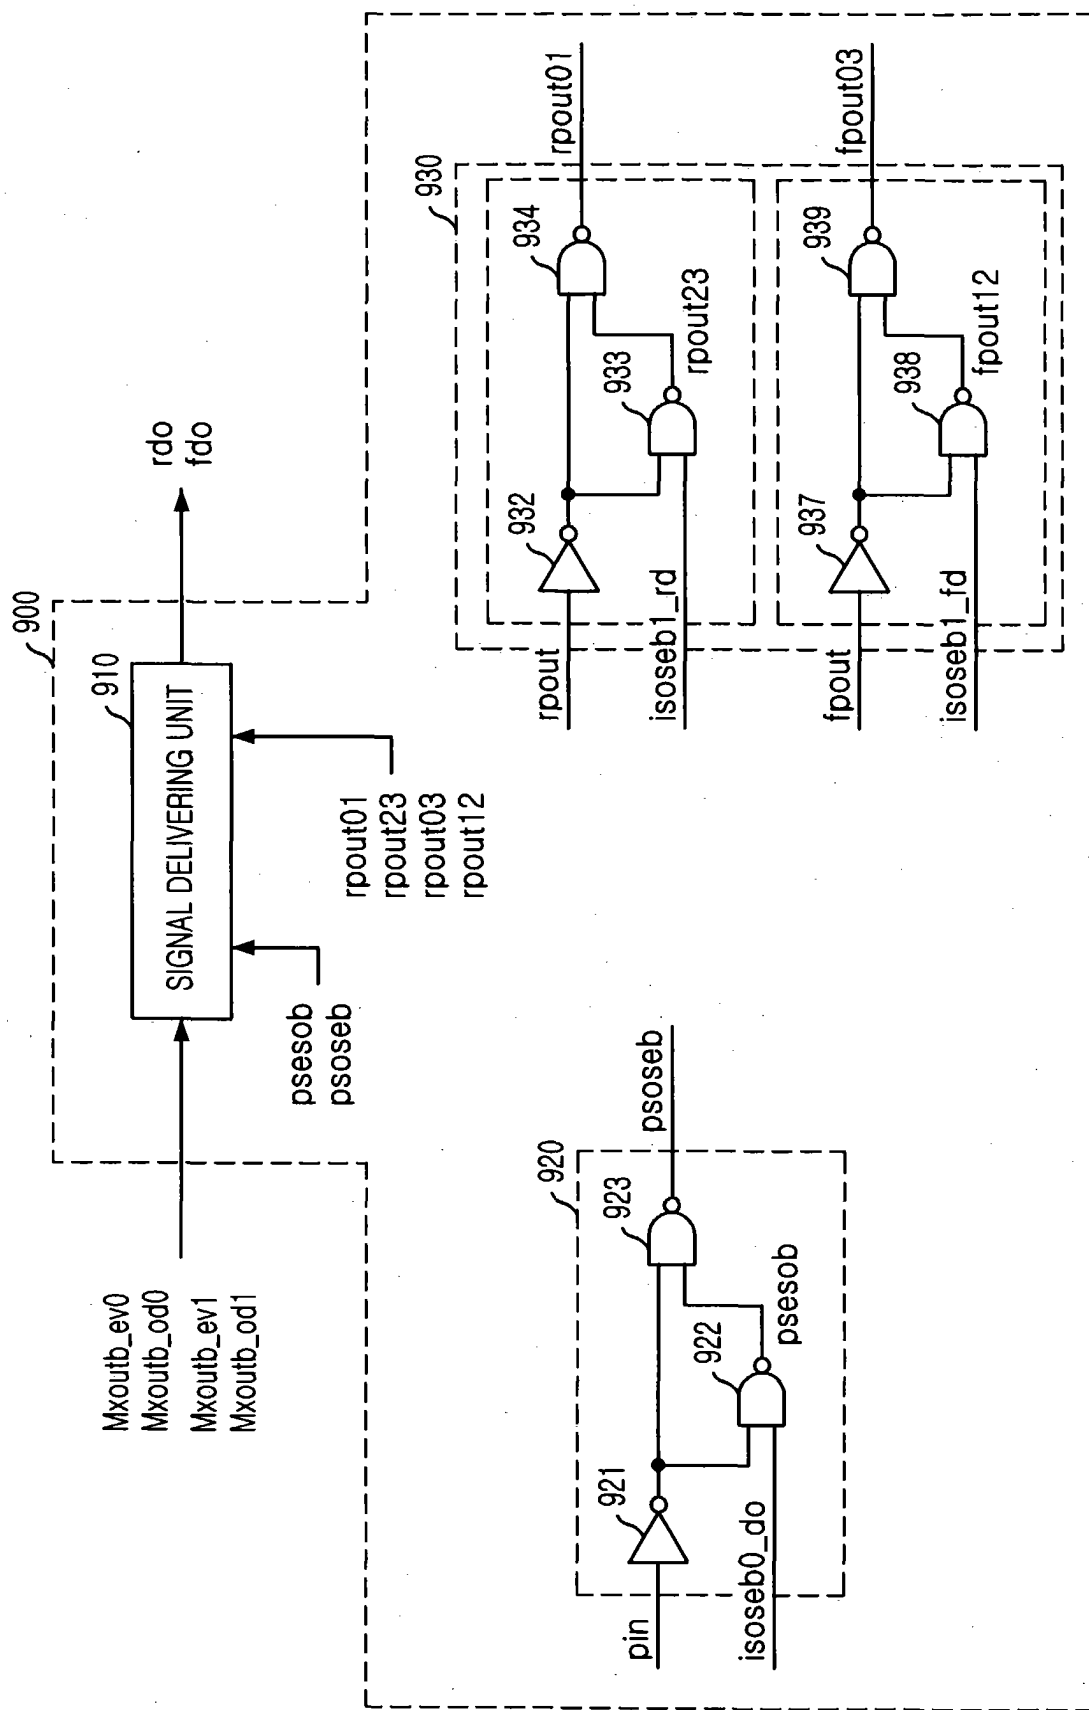 900
910
SIGNAL DELIVERING UNIT
Mxoutb_ev0
Mxoutb_od0
Mxoutb_ev1
Mxoutb_od1
psesob
psoseb
rpout01
rpout23
rpout03
rpout12
rdo
fdo
920
pin
921
isoseb0_do
922
psesob
923
psoseb
930
rpout
932
isoseb1_rd
933
rpout23
934
rpout01
fpout
937
isoseb1_fd
938
fpout12
939
fpout03